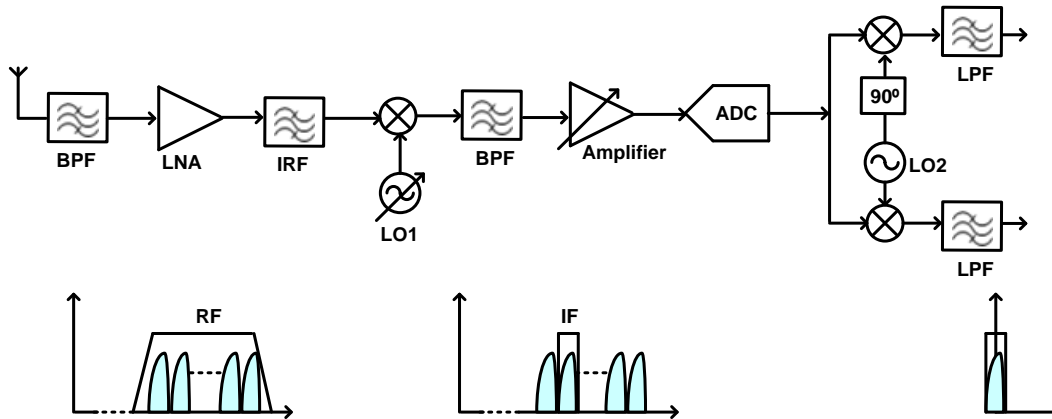 LPF
90º
ADC
BPF
LNA
IRF
BPF
Amplifier
LO2
LO1
LPF
RF
IF